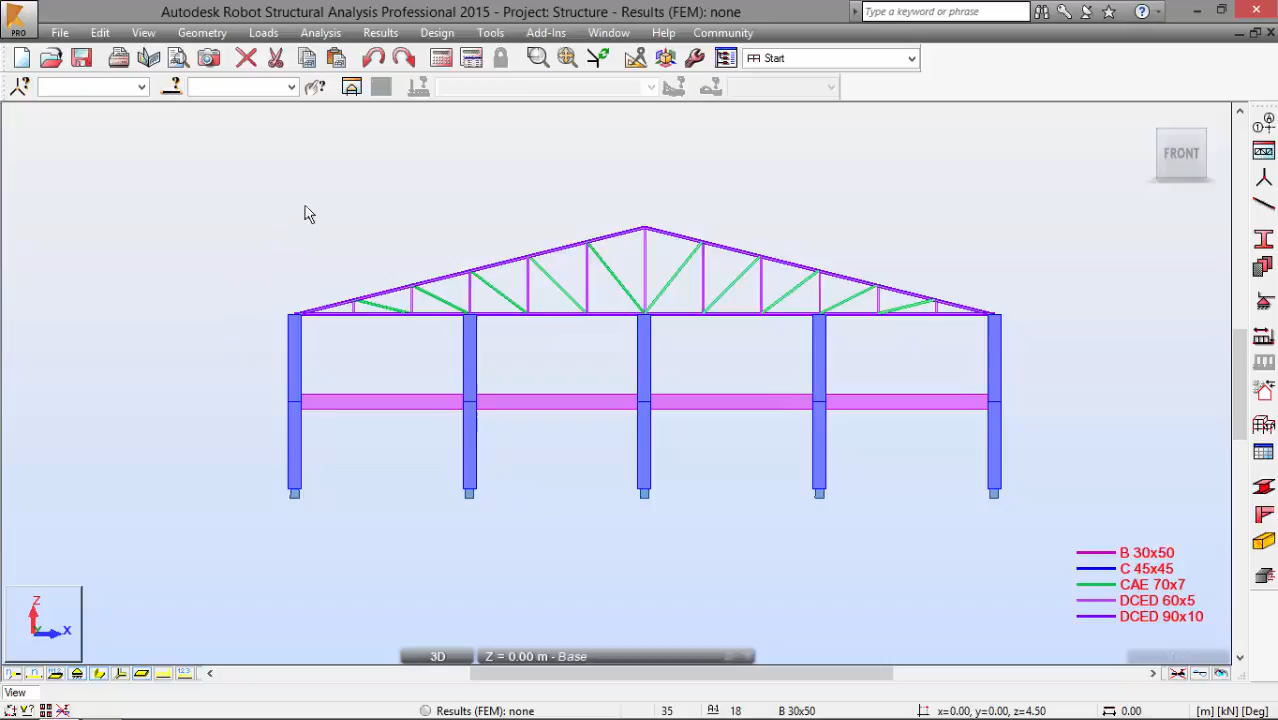 Autodesk Robot Structural Analysis Professional 2015 - Project: Structure - Results (FEM): none
Type a keyword or phrase
PRO
File Edit View Geometry Loads Analysis Results Design Tools Add-Ins Window Help Community
Start
FRONT
B 30x50
C 45x45
CAE 70x7
DCED 60x5
DCED 90x10
Z
X
3D Z = 0.00 m - Base
View
Results (FEM): none 35 18 B 30x50 x=0.00, y=0.00, z=4.50 0.00 [m] [kN] [Deg]